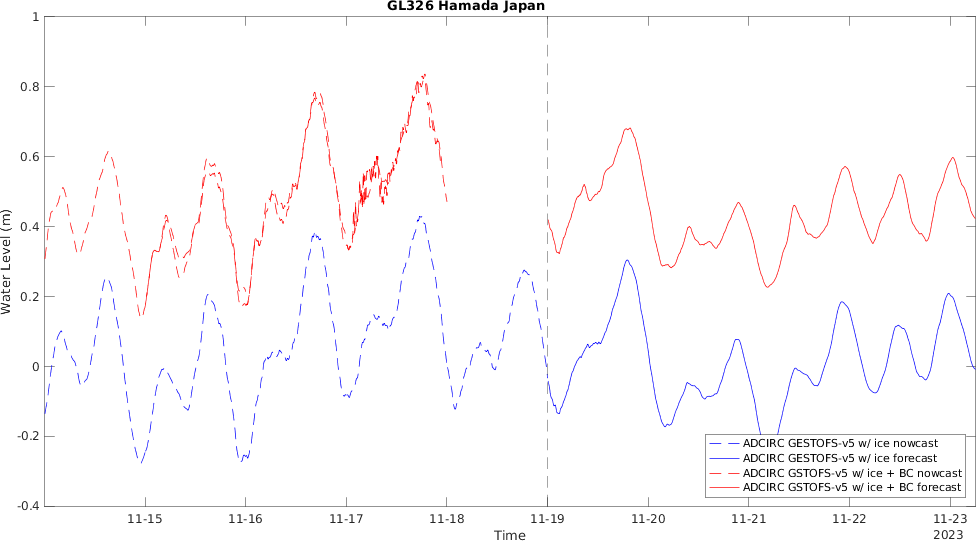 GL326 Hamada Japan
Water Level (m)
1
0.8
0.6
0.4
0.2
0
-0.2
-0.4
ADCIRC GESTOFS-v5 w/ ice nowcast
ADCIRC GESTOFS-v5 w/ ice forecast
ADCIRC GSTOFS-v5 w/ ice + BC nowcast
ADCIRC GSTOFS-v5 w/ ice + BC forecast
11-15 11-16 11-17 11-18 11-19 11-20 11-21 11-22 11-23
2023
Time